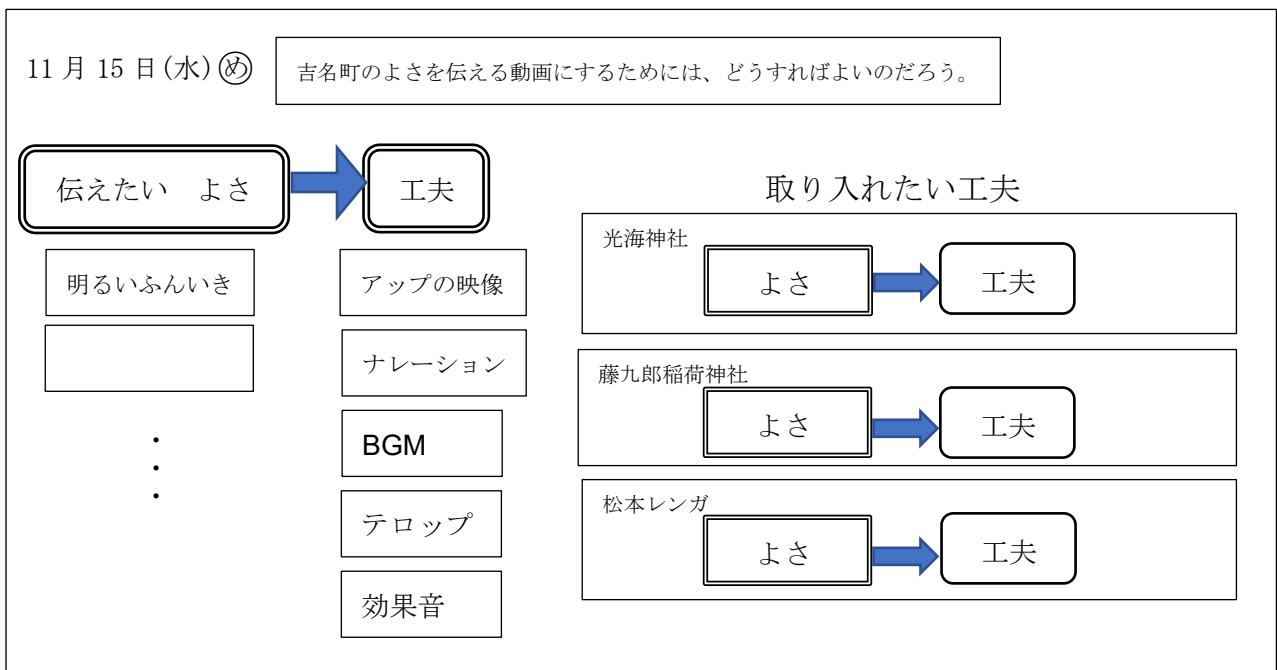 11月15日(水)㋱
吉名町のよさを伝える動画にするためには、どうすればよいのだろう。
伝えたい よさ
工夫
明るいふんいき
アップの映像
ナレーション
BGM
テロップ
効果音
取り入れたい工夫
光海神社
よさ
工夫
藤九郎稲荷神社
よさ
工夫
松本レンガ
よさ
工夫